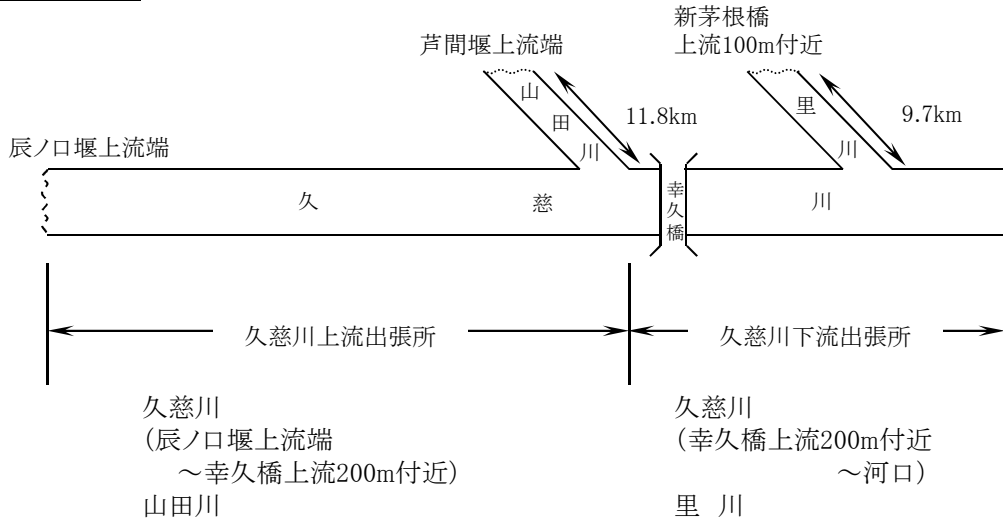 新茅根橋
上流100m付近
芦間堰上流端
山田川
11.8km
里川
9.7km
辰ノ口堰上流端
久慈川
幸久橋
久慈川上流出張所
久慈川下流出張所
久慈川
(辰ノ口堰上流端
～幸久橋上流200m付近)
山田川
久慈川
(幸久橋上流200m付近
～河口)
里 川